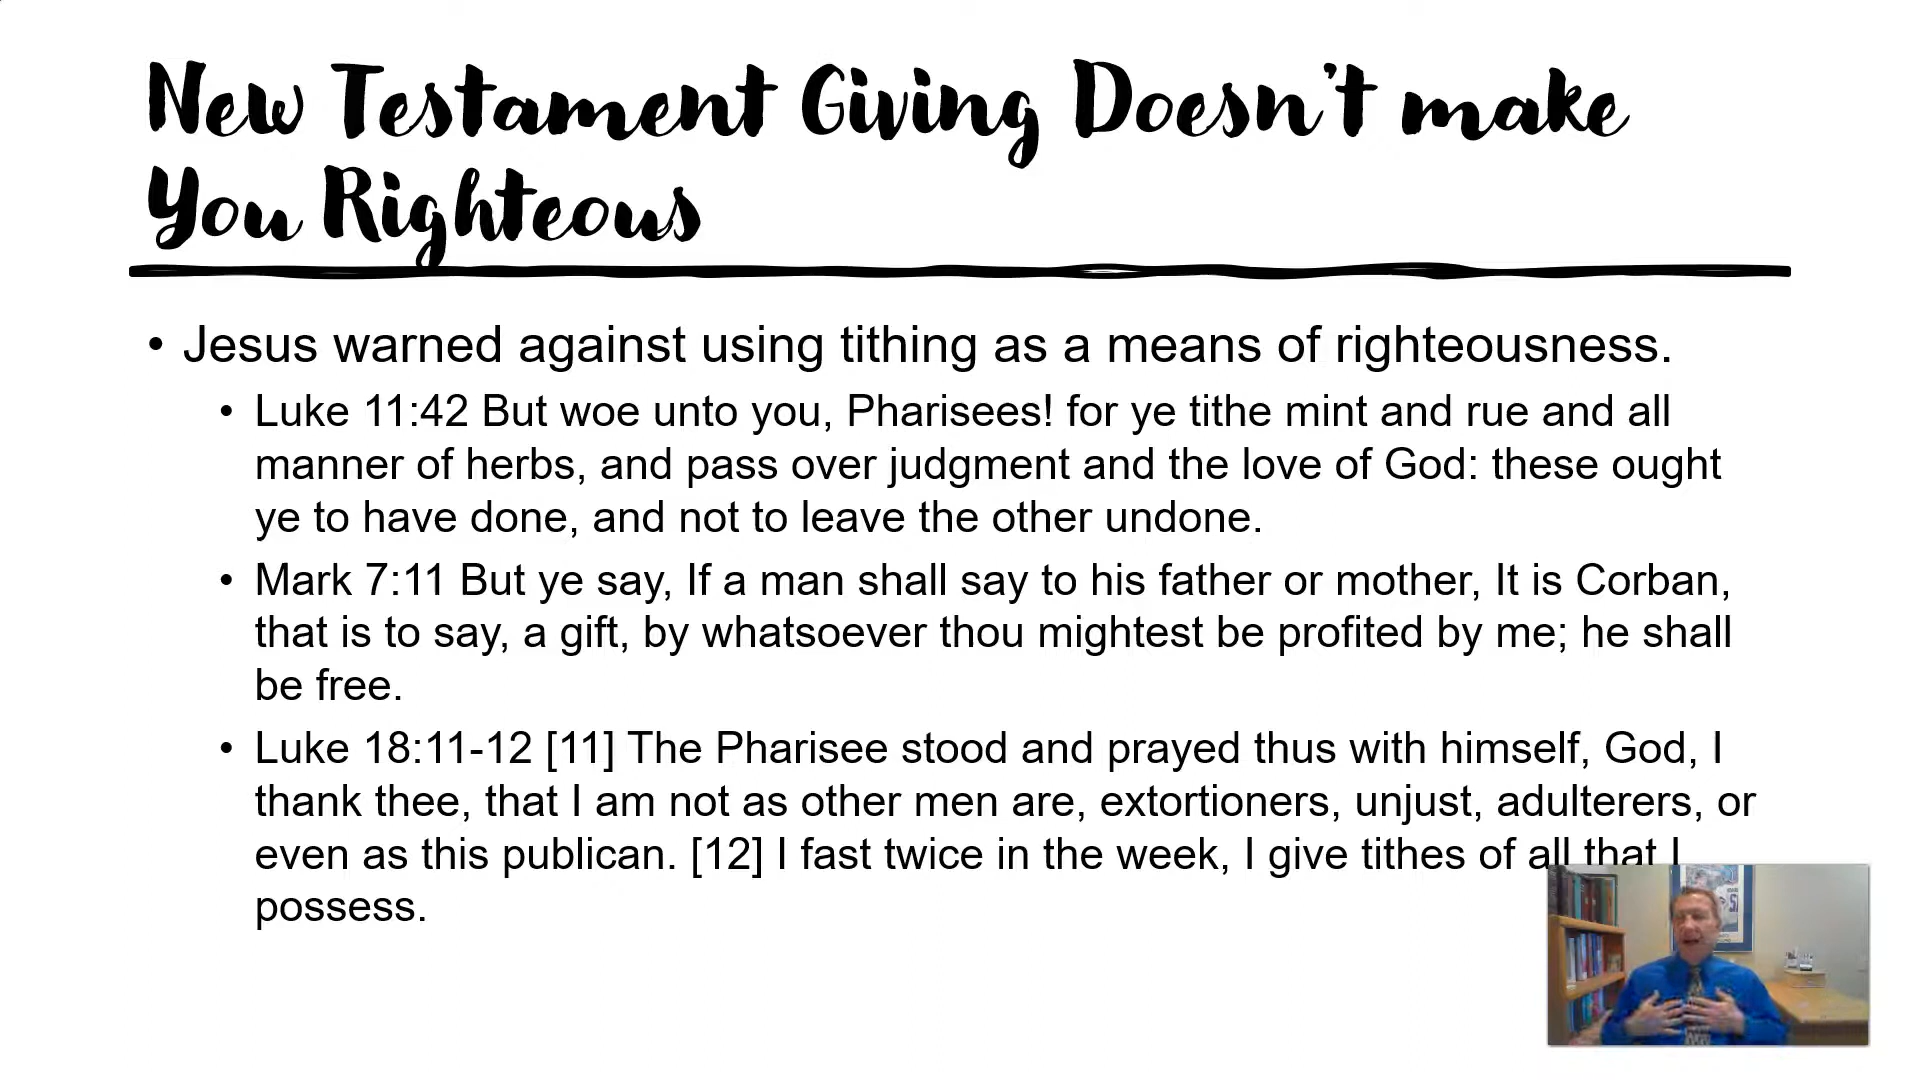 New Testament Giving Doesn't make
You Righteous
• Jesus warned against using tithing as a means of righteousness.
• Luke 11:42 But woe unto you, Pharisees! for ye tithe mint and rue and all
manner of herbs, and pass over judgment and the love of God: these ought
ye to have done, and not to leave the other undone.
• Mark 7:11 But ye say, If a man shall say to his father or mother, It is Corban,
that is to say, a gift, by whatsoever thou mightest be profited by me; he shall
be free.
• Luke 18:11-12 [11] The Pharisee stood and prayed thus with himself, God, I
thank thee, that I am not as other men are, extortioners, unjust, adulterers, or
even as this publican. [12] I fast twice in the week, I give tithes of all that I
possess.